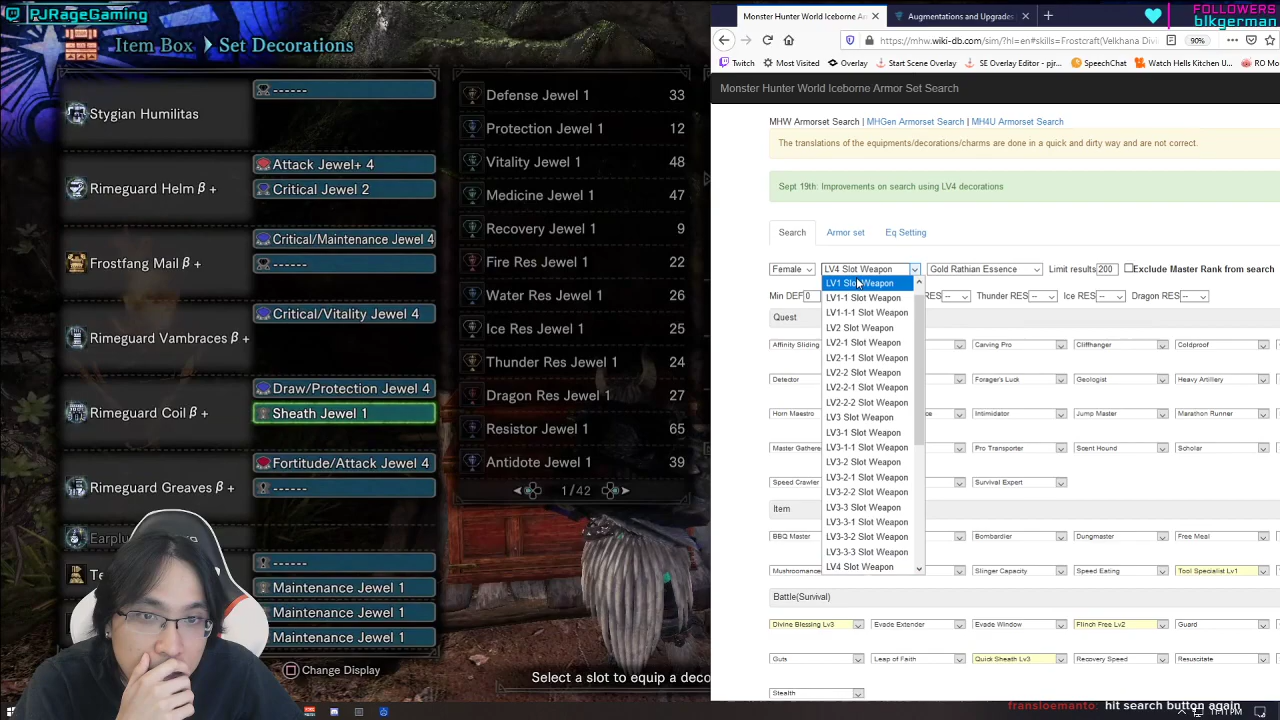 PJRageGaming
Item Box Set Decorations
Stygian Humilitas
------
Rimeguard Helm β +
Attack Jewel+ 4
Critical Jewel 2
Frostfang Mail β +
Critical/Maintenance Jewel 4
------
Rimeguard Vambraces β +
Critical/Vitality Jewel 4
Rimeguard Coil β +
Draw/Protection Jewel 4
Sheath Jewel 1
Rimeguard Greaves β +
Fortitude/Attack Jewel 4
------
------
Maintenance Jewel 1
Maintenance Jewel 1
Maintenance Jewel 1
Defense Jewel 1 33
Protection Jewel 1 12
Vitality Jewel 1 48
Medicine Jewel 1 47
Recovery Jewel 1 9
Fire Res Jewel 1 22
Water Res Jewel 1 26
Ice Res Jewel 1 28
Thunder Res Jewel 1 24
Dragon Res Jewel 1 27
Resistor Jewel 1 65
Antidote Jewel 1 39
1/42
Change Display
Select a slot to equip a deco
Monster Hunter World Iceborne Ar
Augmentations and Upgrades
FOLLOWERS
blkgerman
https://mhw.wiki-db.com/sim/?hl=en#skills=Frostcraft(Velkhana Divi
90%
Twitch
Most Visited
Overlay
Start Scene Overlay
SE Overlay Editor - pjr...
SpeechChat
Watch Hells Kitchen U...
RO Mo
Monster Hunter World Iceborne Armor Set Search
MHW Armorset Search | MHGen Armorset Search | MH4U Armorset Search
The translations of the equipments/decorations/charms are done in a quick and dirty way and are not correct.
Sept 19th: Improvements on search using LV4 decorations
Search Armor set Eq Setting
Female LV4 Slot Weapon Gold Rathian Essence Limit results 200 Exclude Master Rank from search
Min DEF 0 RES -- Thunder RES -- Ice RES -- Dragon RES --
LV1 Slot Weapon
LV1-1 Slot Weapon
LV1-1-1 Slot Weapon
LV2 Slot Weapon
LV2-1 Slot Weapon
LV2-1-1 Slot Weapon
LV2-2 Slot Weapon
LV2-2-1 Slot Weapon
LV2-2-2 Slot Weapon
LV3 Slot Weapon
LV3-1 Slot Weapon
LV3-1-1 Slot Weapon
LV3-2 Slot Weapon
LV3-2-1 Slot Weapon
LV3-2-2 Slot Weapon
LV3-3 Slot Weapon
LV3-3-1 Slot Weapon
LV3-3-2 Slot Weapon
LV3-3-3 Slot Weapon
LV4 Slot Weapon
Quest
Affinity Sliding Carving Pro Cliffhanger Coldproof
Detector Forager's Luck Geologist Heavy Artillery
Horn Maestro Intimidator Jump Master Marathon Runner
Master Gathere Pro Transporter Scent Hound Scholar
Speed Crawler Survival Expert
Item
BBQ Master Bombardier Dungmaster Free Meal
Mushroomance Slinger Capacity Speed Eating Tool Specialist Lv1
Battle(Survival)
Divine Blessing Lv3 Evade Extender Evade Window Flinch Free Lv2 Guard
Guts Leap of Faith Quick Sheath Lv3 Recovery Speed Resuscitate
Stealth
fransloemanto: hit search button again